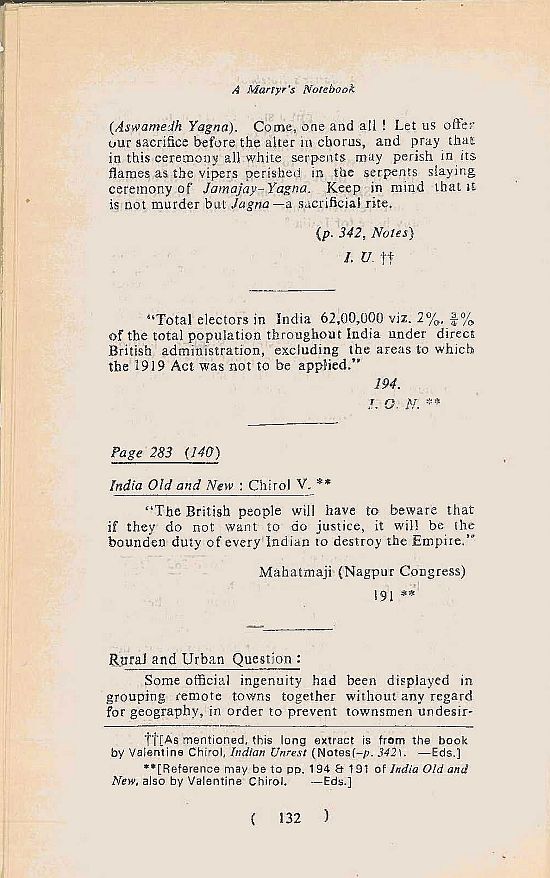 A Martyr's Notebook
(Aswamedh Yagna). Come, one and all ! Let us offer
our sacrifice before the alter in chorus, and pray that
in this ceremony all white serpents may perish in its
flames as the vipers perished in the serpents slaying
ceremony of Jamajay-Yagna. Keep in mind that it
is not murder but Jagna—a sacrificial rite.
(p. 342, Notes)
I. U. ††
“Total electors in India 62,00,000 viz. 2%. ¾%
of the total population throughout India under direct
British administration, excluding the areas to which
the 1919 Act was not to be applied.”
194.
I. O. N. **
Page 283 (140)
India Old and New : Chirol V. **
“The British people will have to beware that
if they do not want to do justice, it will be the
bounden duty of every Indian to destroy the Empire.”
Mahatmaji (Nagpur Congress)
191 **
Rural and Urban Question :
Some official ingenuity had been displayed in
grouping remote towns together without any regard
for geography, in order to prevent townsmen undesir-
††[As mentioned, this long extract is from the book
by Valentine Chirol, Indian Unrest (Notes(-p. 342). —Eds.]
**[Reference may be to pp. 194 & 191 of India Old and
New, also by Valentine Chirol. —Eds.]
( 132 )